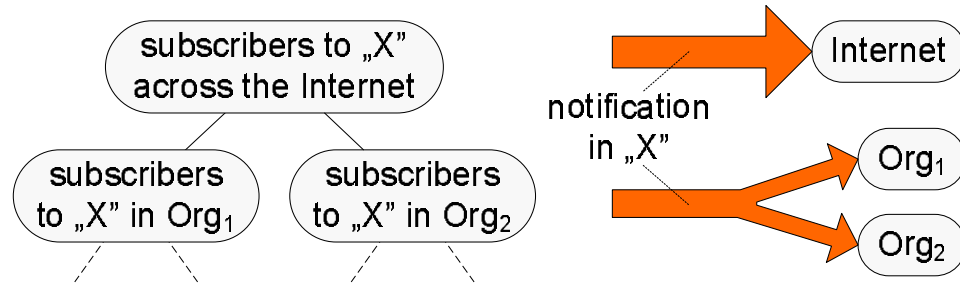 subscribers to „X”
across the Internet
subscribers
to „X” in Org₁
subscribers
to „X” in Org₂
Internet
notification
in „X”
Org₁
Org₂